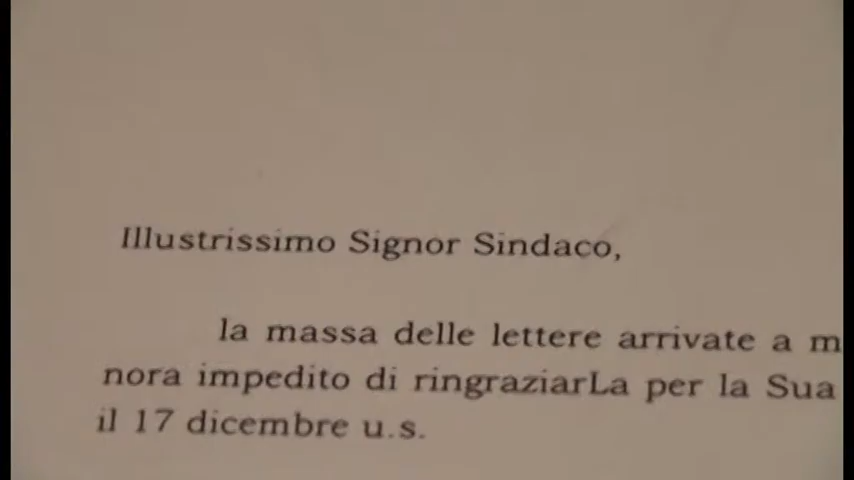 Illustrissimo Signor Sindaco,
la massa delle lettere arrivate a m
nora impedito di ringraziarLa per la Sua
il 17 dicembre u.s.